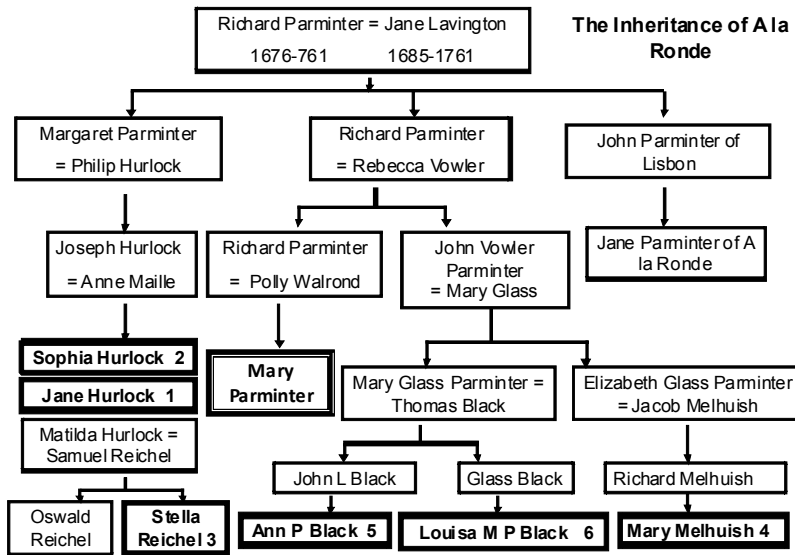 Richard Parminter = Jane Lavington
1676-761 1685-1761
The Inheritance of A la
Ronde
Margaret Parminter
= Philip Hurlock
Richard Parminter
= Rebecca Vowler
John Parminter of
Lisbon
Joseph Hurlock
= Anne Maille
Richard Parminter
= Polly Walrond
John Vowler
Parminter
= Mary Glass
Jane Parminter of A
la Ronde
Sophia Hurlock 2
Jane Hurlock 1
Mary
Parminter
Mary Glass Parminter =
Thomas Black
Elizabeth Glass Parminter
= Jacob Melhuish
Matilda Hurlock =
Samuel Reichel
John L Black
Glass Black
Richard Melhuish
Oswald
Reichel
Stella
Reichel 3
Ann P Black 5
Louisa M P Black 6
Mary Melhuish 4